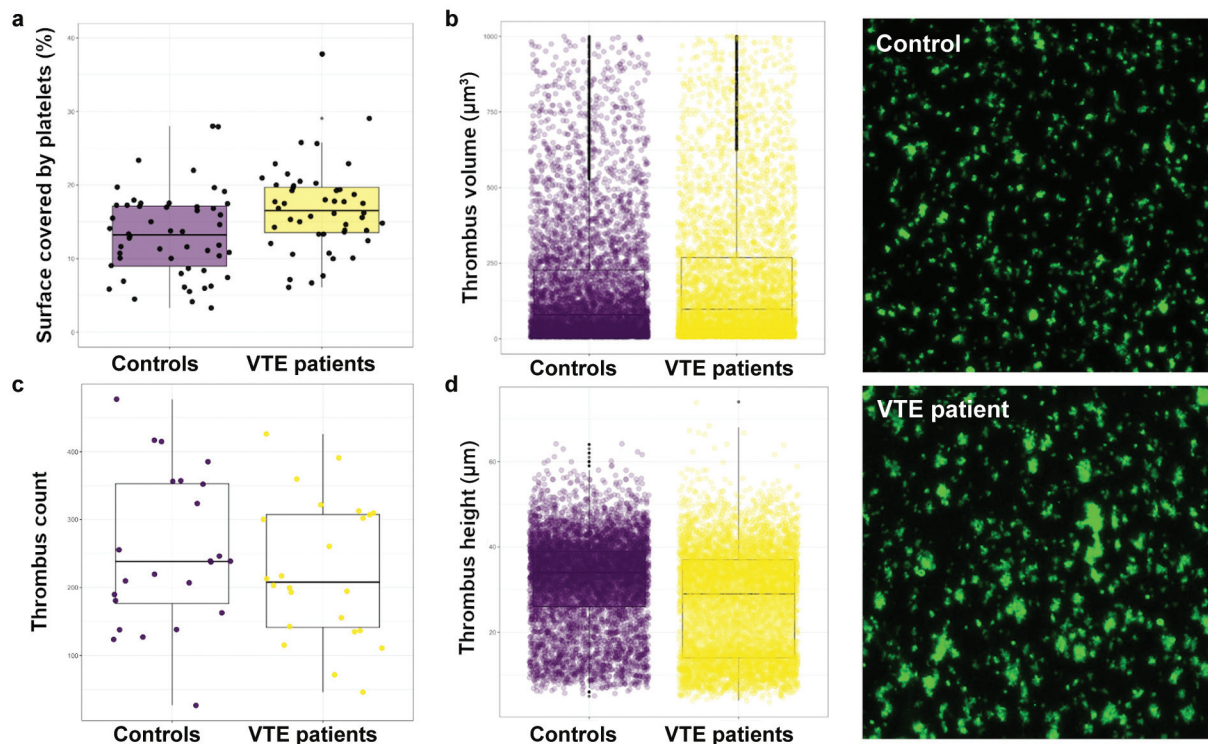 a
Surface covered by platelets (%)
40
30
20
10
0
Controls
VTE patients
b
Thrombus volume (µm³)
1000
750
500
250
0
Controls
VTE patients
Control
c
Thrombus count
400
300
200
100
Controls
VTE patients
d
Thrombus height (µm)
60
40
20
Controls
VTE patients
VTE patient